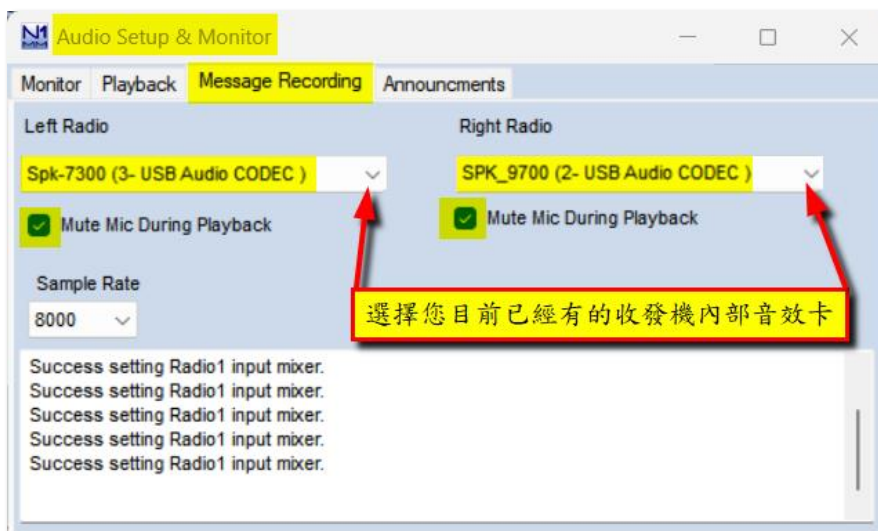 N1
MM
Audio Setup & Monitor
Monitor Playback Message Recording Announcments
Left Radio Right Radio
Spk-7300 (3- USB Audio CODEC ) SPK_9700 (2- USB Audio CODEC )
Mute Mic During Playback Mute Mic During Playback
Sample Rate
8000
選擇您目前已經有的收發機內部音效卡
Success setting Radio1 input mixer.
Success setting Radio1 input mixer.
Success setting Radio1 input mixer.
Success setting Radio1 input mixer.
Success setting Radio1 input mixer.